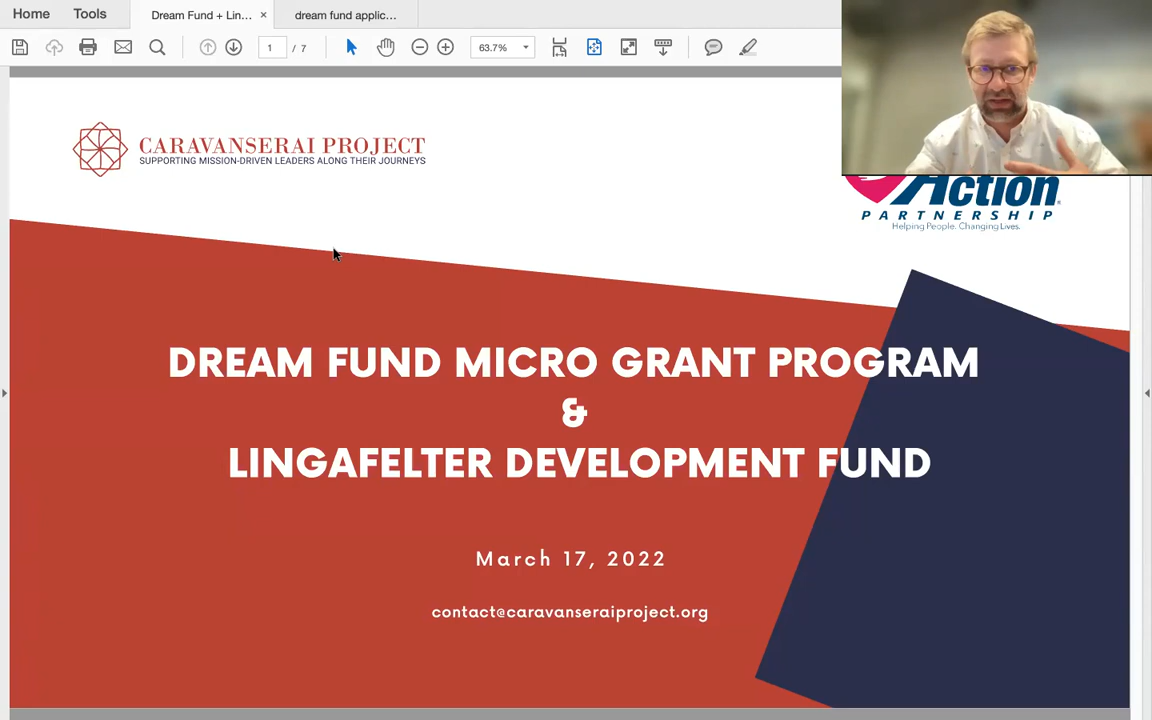 Home
Tools
Dream Fund + Lin...
dream fund applic...
1 / 7
63.7%
CARAVANSERAI PROJECT
SUPPORTING MISSION-DRIVEN LEADERS ALONG THEIR JOURNEYS
Action
PARTNERSHIP
Helping People. Changing Lives.
DREAM FUND MICRO GRANT PROGRAM
&
LINGAFELTER DEVELOPMENT FUND
March 17, 2022
contact@caravanseraiproject.org